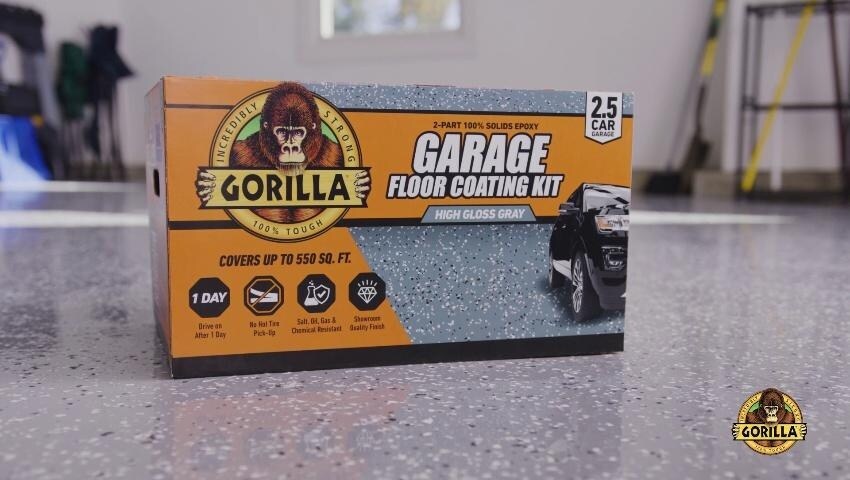 INCREDIBLY STRONG
GORILLA
100% TOUGH
2-PART 100% SOLIDS EPOXY
GARAGE
FLOOR COATING KIT
HIGH GLOSS GRAY
2.5
CAR
GARAGE
COVERS UP TO 550 SQ. FT.
1 DAY
Drive on
After 1 Day
No Hot Tire
Pick-Up
Salt, Oil, Gas &
Chemical Resistant
Showroom
Quality Finish
GORILLA